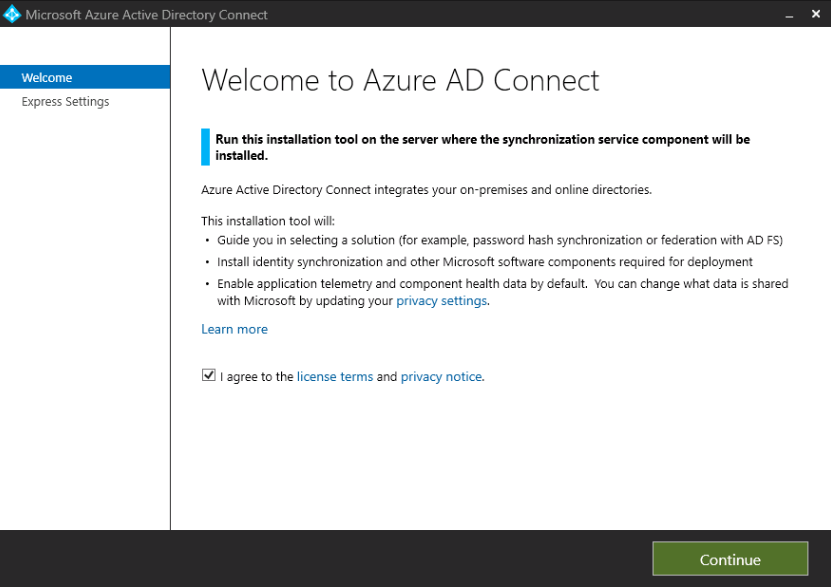 Microsoft Azure Active Directory Connect
Welcome
Express Settings
Welcome to Azure AD Connect
Run this installation tool on the server where the synchronization service component will be
installed.
Azure Active Directory Connect integrates your on-premises and online directories.
This installation tool will:
• Guide you in selecting a solution (for example, password hash synchronization or federation with AD FS)
• Install identity synchronization and other Microsoft software components required for deployment
• Enable application telemetry and component health data by default.  You can change what data is shared
with Microsoft by updating your privacy settings.
Learn more
I agree to the license terms and privacy notice.
Continue